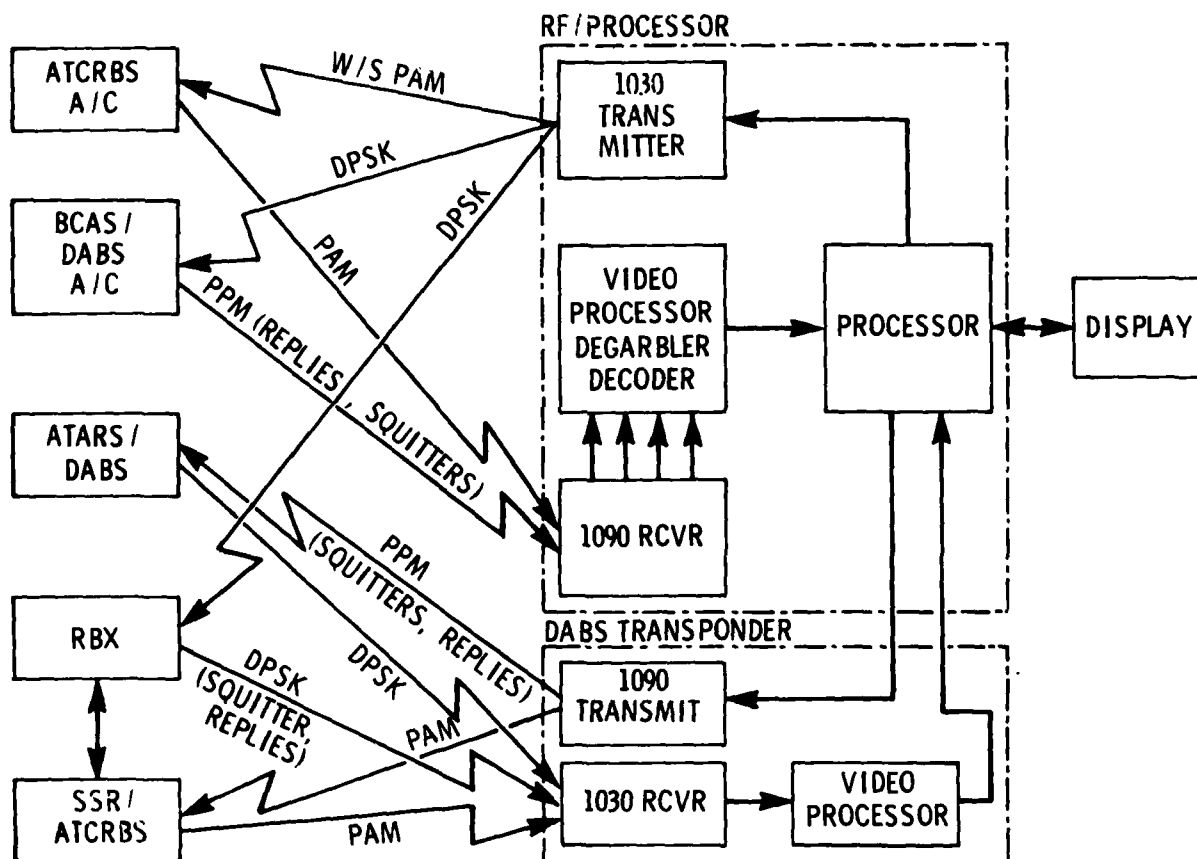 RF/PROCESSOR
ATCRBS
A/C
W/S PAM
1030
TRANS
MITTER
DPSK
DPSK
BCAS/
DABS
A/C
PAM
PPM (REPLIES, SQUITTERS)
VIDEO
PROCESSOR
DEGARBLER
DECODER
PROCESSOR
DISPLAY
ATARS/
DABS
1090 RCVR
PPM
(SQUITTERS, REPLIES)
RBX
DABS TRANSPONDER
DPSK
(SQUITTER,
REPLIES)
DPSK
1090
TRANSMIT
PAM
SSR/
ATCRBS
PAM
1030 RCVR
VIDEO
PROCESSOR